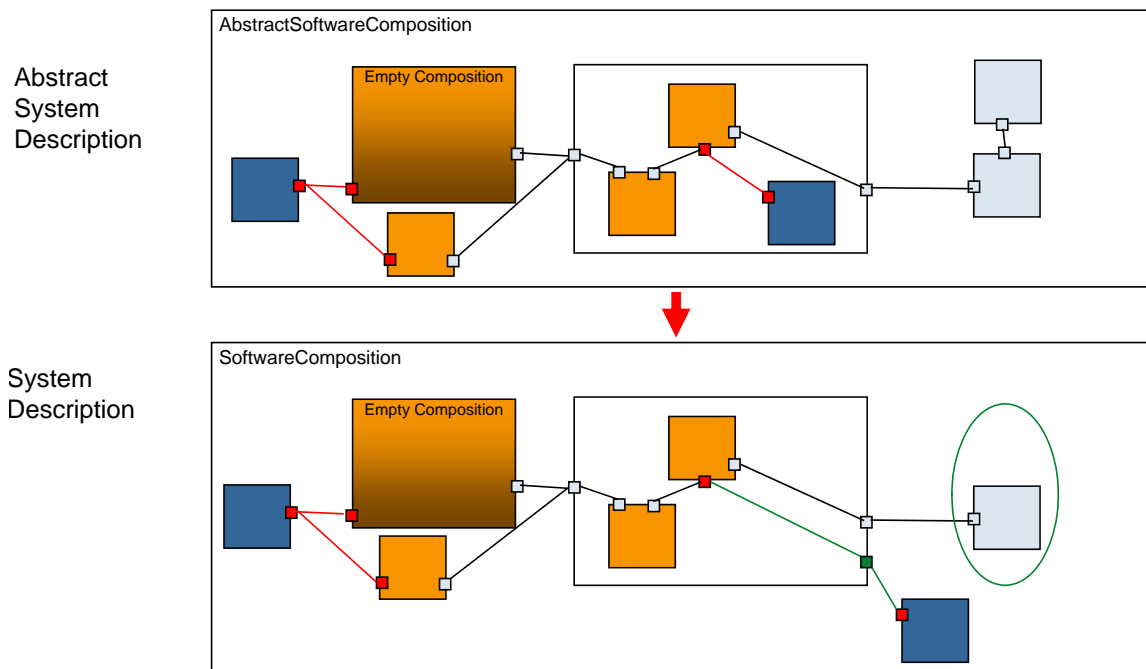 AbstractSoftwareComposition
Abstract
System
Description
Empty Composition
SoftwareComposition
System
Description
Empty Composition